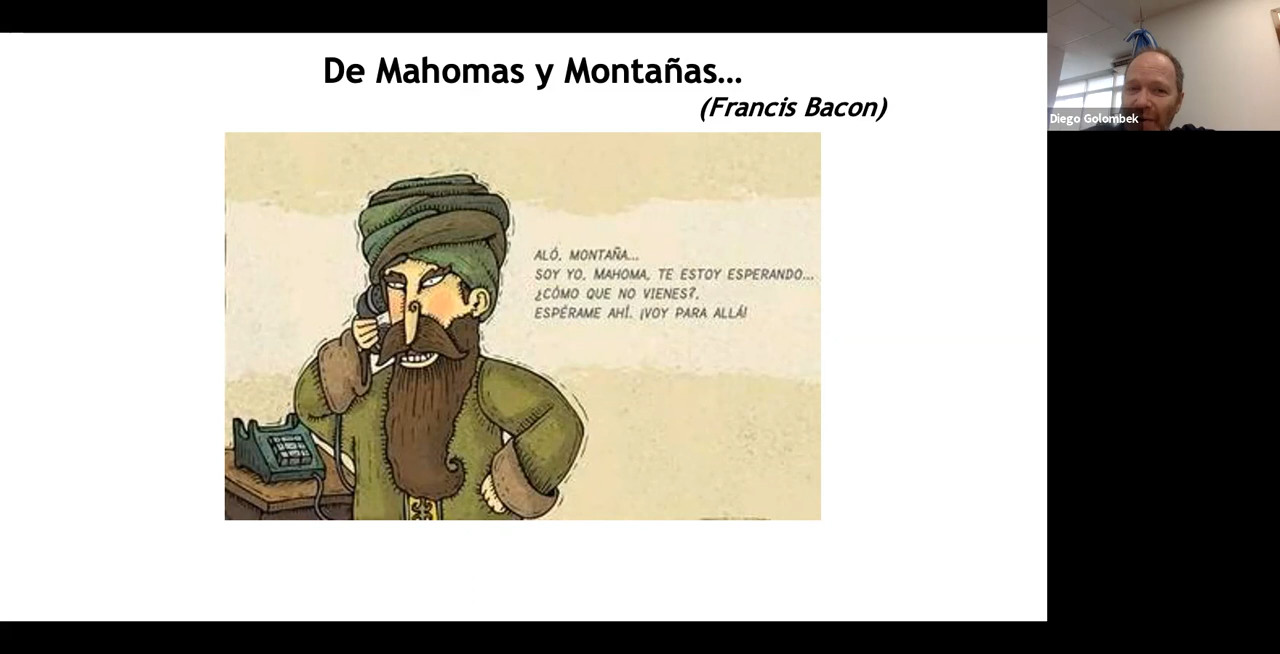 De Mahomas y Montañas...
(Francis Bacon)
ALÓ, MONTAÑA...
SOY YO, MAHOMA, TE ESTOY ESPERANDO...
¿CÓMO QUE NO VIENES?,
ESPÉRAME AHÍ, ¡VOY PARA ALLÁ!
Diego Golombek